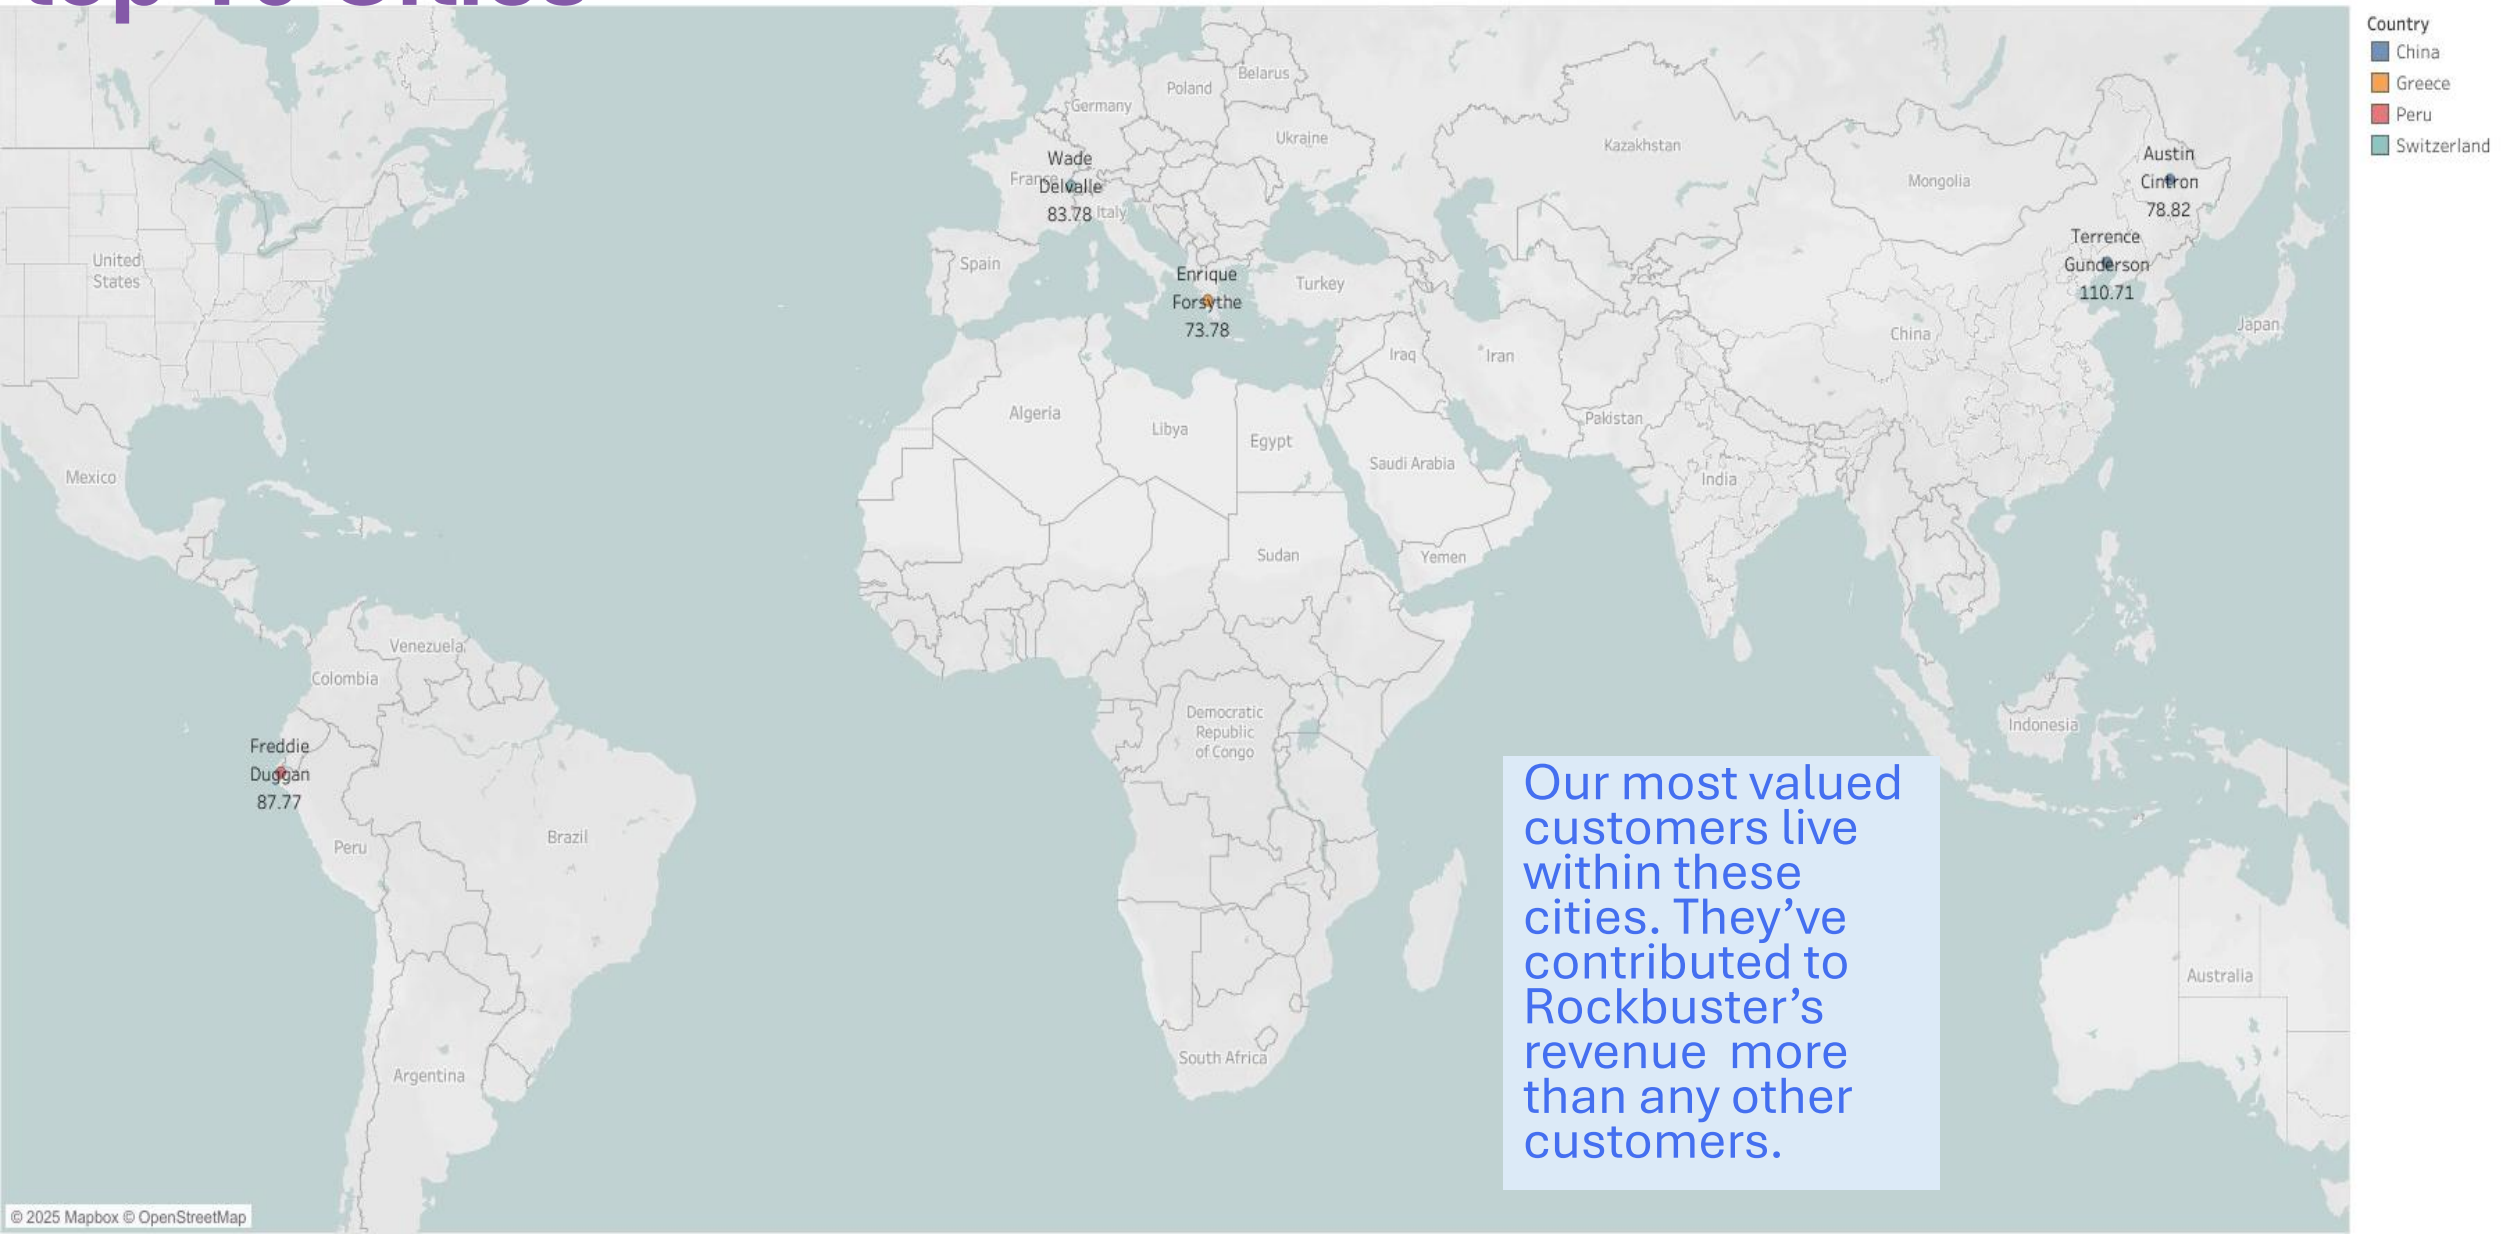 top 10 Cities
Country
China
Greece
Peru
Switzerland
Belarus
Poland
Germany
Ukraine
Kazakhstan
Mongolia
Wade
Delvalle
83.78
France
Italy
Austin
Cintron
78.82
Terrence
Gunderson
110.71
United
States
Spain
Enrique
Forsythe
73.78
Turkey
China
Japan
Iraq
Iran
Algeria
Libya
Egypt
Pakistan
Saudi Arabia
India
Mexico
Sudan
Yemen
Venezuela
Colombia
Democratic
Republic
of Congo
Indonesia
Freddie
Duggan
87.77
Peru
Brazil
Our most valued
customers live
within these
cities. They’ve
contributed to
Rockbuster’s
revenue  more
than any other
customers.
Australia
South Africa
Argentina
© 2025 Mapbox © OpenStreetMap